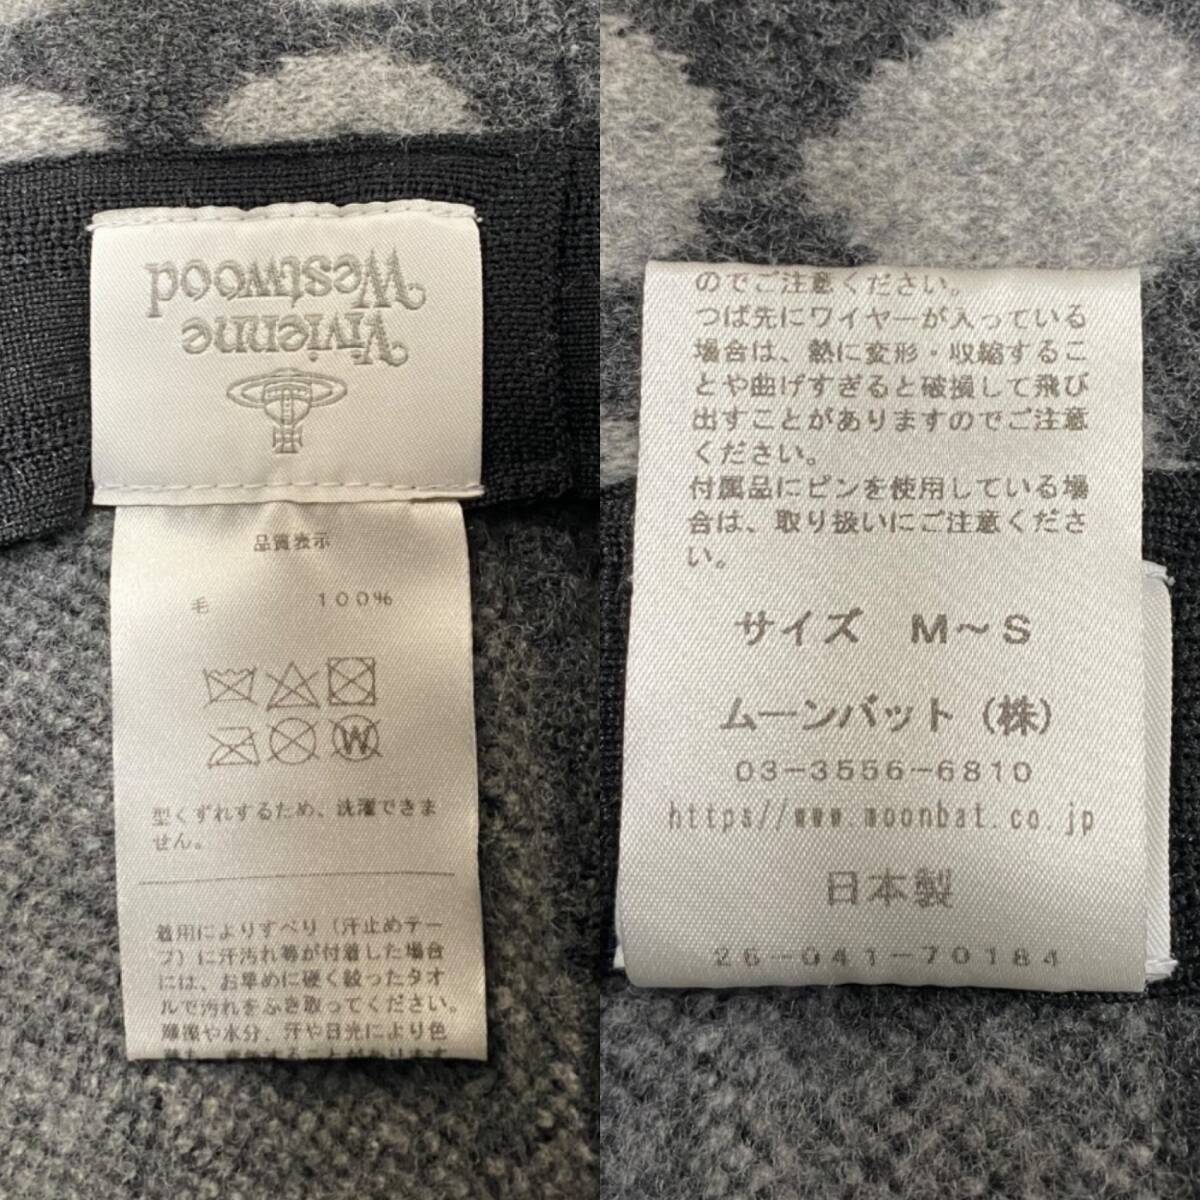 Vivienne
Westwood
品質表示
毛 100%
W
型くずれするため、洗濯できま
せん。
着用によりすべり（汗止めテー
プ）に汗汚れ等が付着した場合
には、お早めに硬く絞ったタオ
ルで汚れをふき取ってください。
摩擦や水分、汗や日光により色
のでご注意ください。
つば先にワイヤーが入っている
場合は、熱に変形・収縮するこ
とや曲げすぎると破損して飛び
出すことがありますのでご注意
ください。
付属品にピンを使用している場
合は、取り扱いにご注意くださ
い。
サイズ M～S
ムーンバット（株）
03-3556-6810
https//www.moonbat.co.jp
日本製
26-041-70184